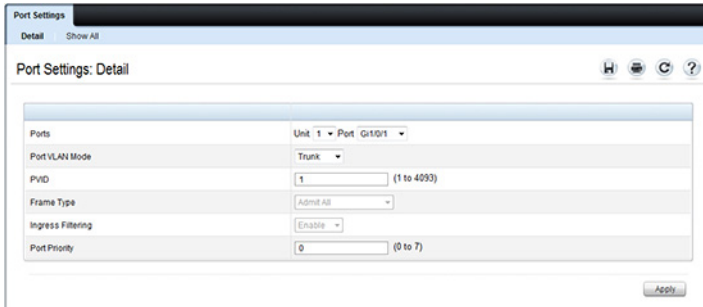 Port Settings
Detail Show All
Port Settings: Detail
Ports Unit 1 Port Gi1/0/1
Port VLAN Mode Trunk
PVID 1 (1 to 4093)
Frame Type Admit All
Ingress Filtering Enable
Port Priority 0 (0 to 7)
Apply